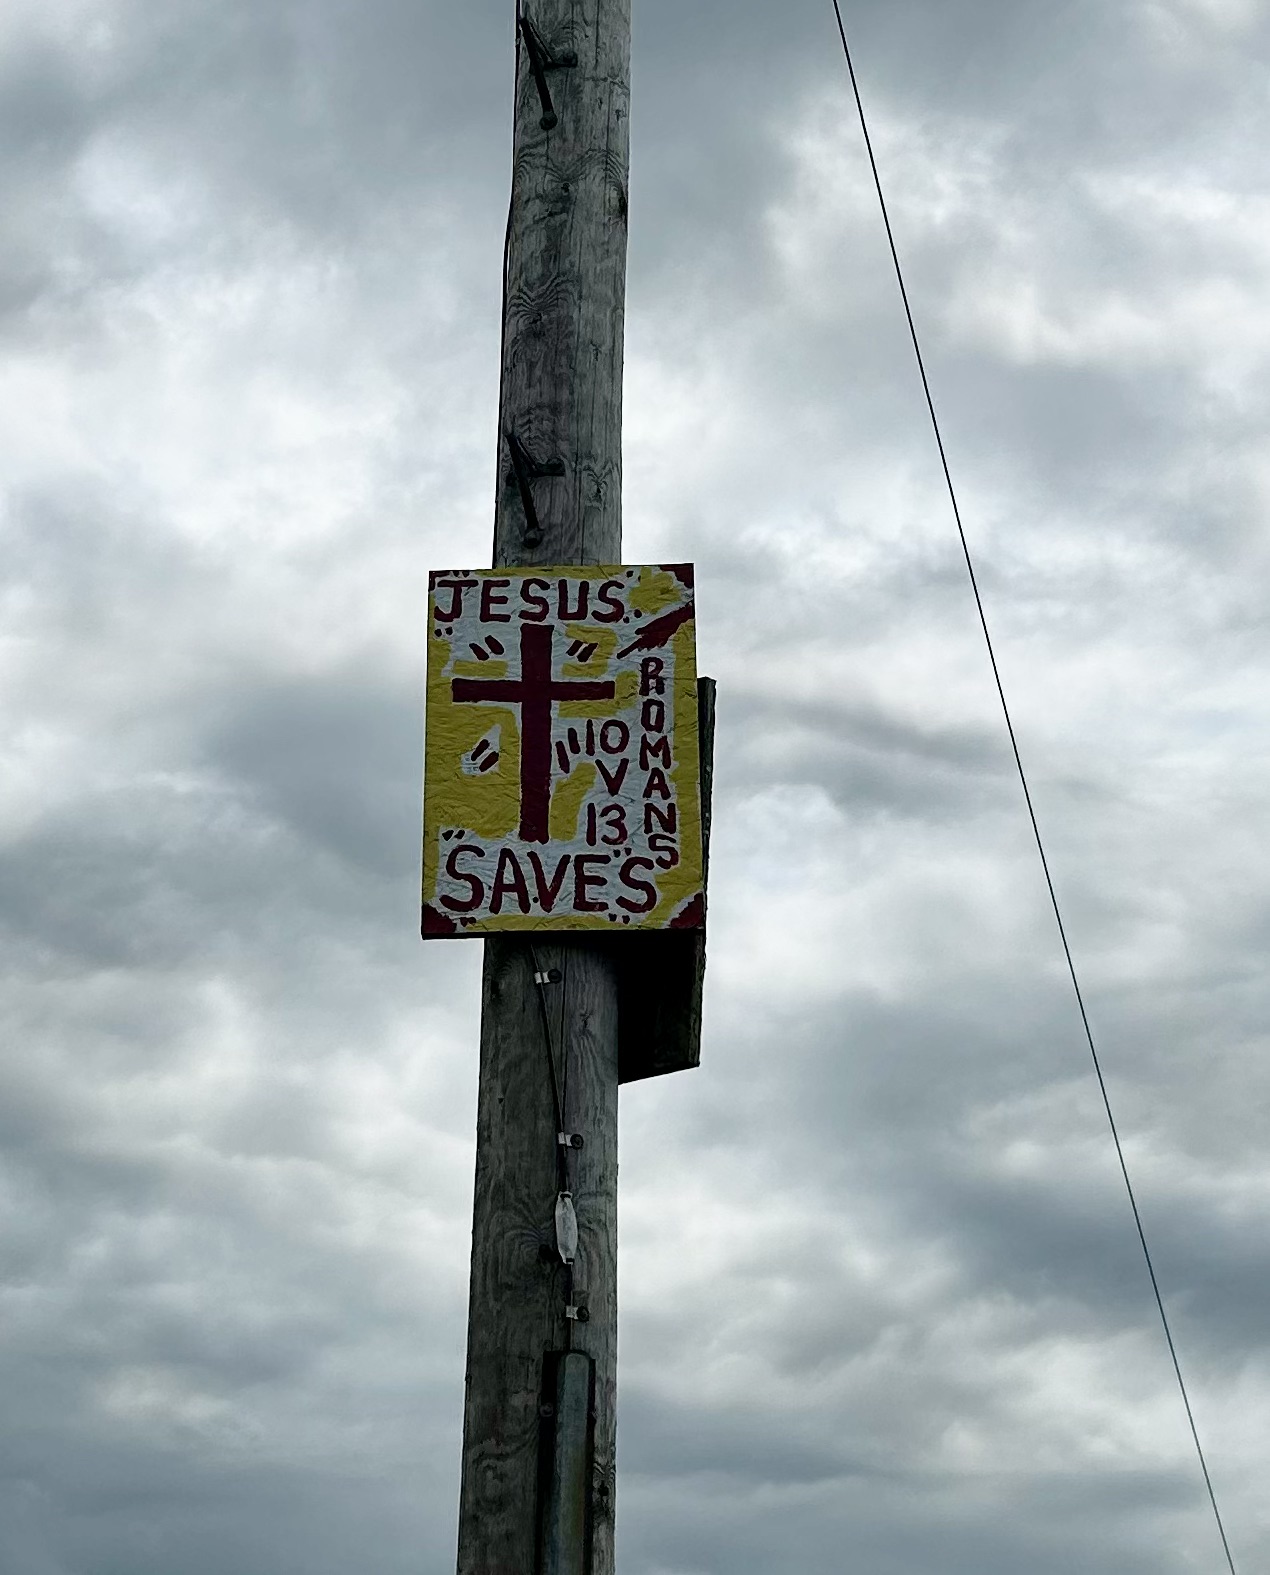 "JESUS"
ROMANS
10
V
13
"SAVES"